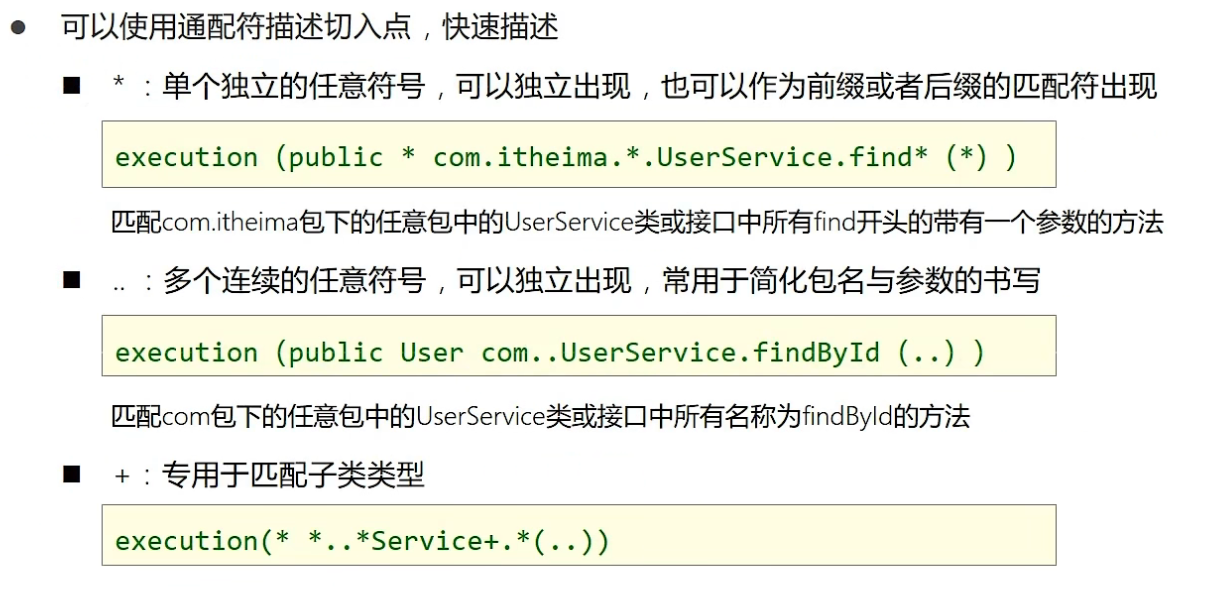 ● 可以使用通配符描述切入点，快速描述
■ *：单个独立的任意符号，可以独立出现，也可以作为前缀或者后缀的匹配符出现
execution (public * com.itheima.*.UserService.find* (*) )
匹配com.itheima包下的任意包中的UserService类或接口中所有find开头的带有一个参数的方法
■ ..：多个连续的任意符号，可以独立出现，常用于简化包名与参数的书写
execution (public User com..UserService.findById (..) )
匹配com包下的任意包中的UserService类或接口中所有名称为findById的方法
■ +：专用于匹配子类类型
execution(* *..*Service+.*(..))